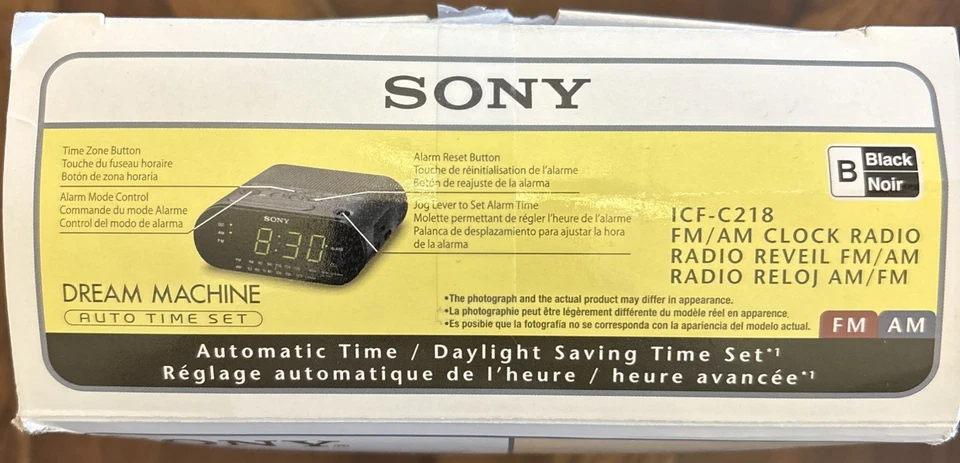 SONY
Time Zone Button
Touche du fuseau horaire
Botón de zona horaria
Alarm Mode Control
Commande du mode Alarme
Control del modo de alarma
Alarm Reset Button
Touche de réinitialisation de l'alarme
Botón de reajuste de la alarma
Jog Lever to Set Alarm Time
Molette permettant de régler l'heure de l'alarme
Palanca de desplazamiento para ajustar la hora
de la alarma
SONY
8:30
B Black
Noir
ICF-C218
FM/AM CLOCK RADIO
RADIO REVEIL FM/AM
RADIO RELOJ AM/FM
DREAM MACHINE
AUTO TIME SET
•The photograph and the actual product may differ in appearance.
•La photographie peut être légèrement différente du modèle réel en apparence.
•Es posible que la fotografía no se corresponda con la apariencia del modelo actual.
FM AM
Automatic Time / Daylight Saving Time Set*1
Réglage automatique de l'heure / heure avancée*1
SONY